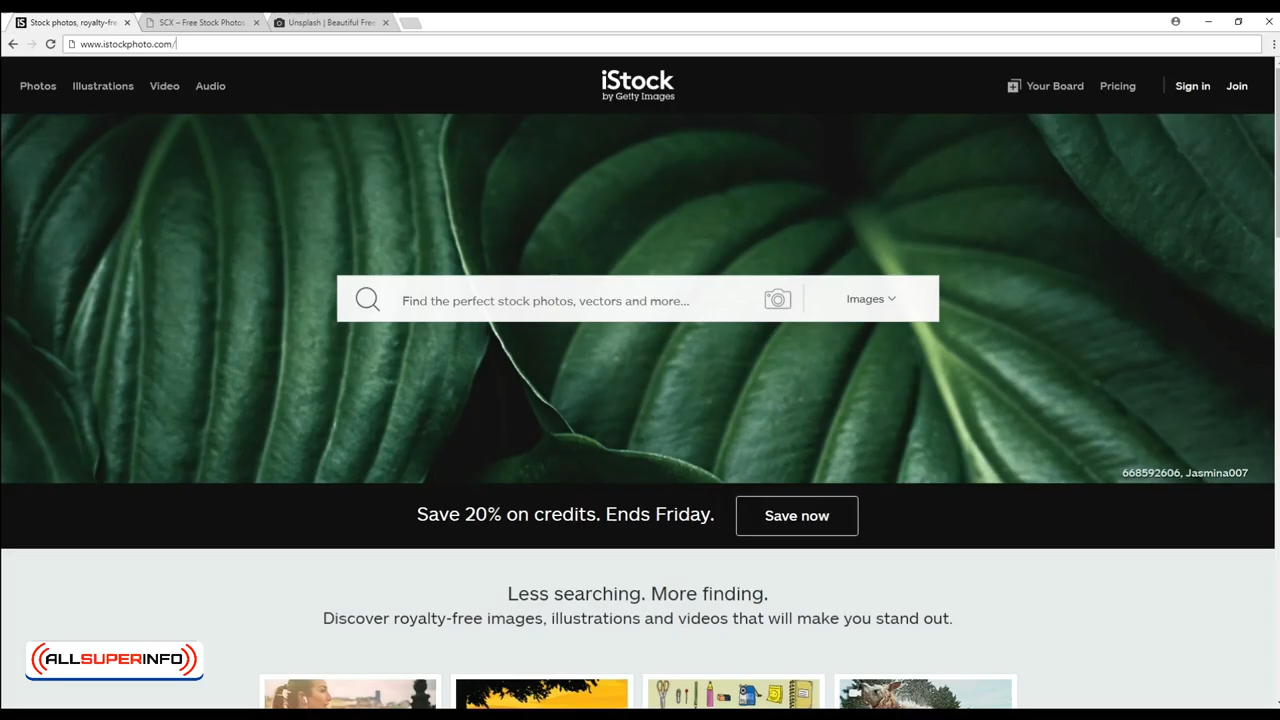 Stock photos, royalty-fre
SCX – Free Stock Photos
Unsplash | Beautiful Free
www.istockphoto.com/
Photos
Illustrations
Video
Audio
iStock
by Getty Images
Your Board
Pricing
Sign in
Join
Find the perfect stock photos, vectors and more...
Images
668592606, Jasmina007
Save 20% on credits. Ends Friday.
Save now
Less searching. More finding.
Discover royalty-free images, illustrations and videos that will make you stand out.
ALLSUPERINFO